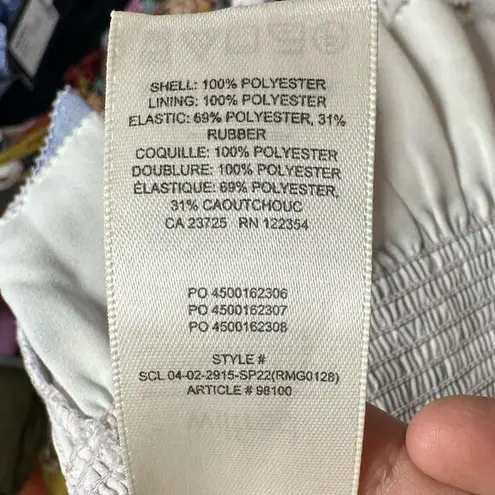 SHELL: 100% POLYESTER
LINING: 100% POLYESTER
ELASTIC: 69% POLYESTER, 31%
RUBBER
COQUILLE: 100% POLYESTER
DOUBLURE: 100% POLYESTER
ÉLASTIQUE: 69% POLYESTER,
31% CAOUTCHOUC
CA 23725 RN 122354
PO 4500162306
PO 4500162307
PO 4500162308
STYLE #
SCL 04-02-2915-SP22(RMG0128)
ARTICLE # 98100